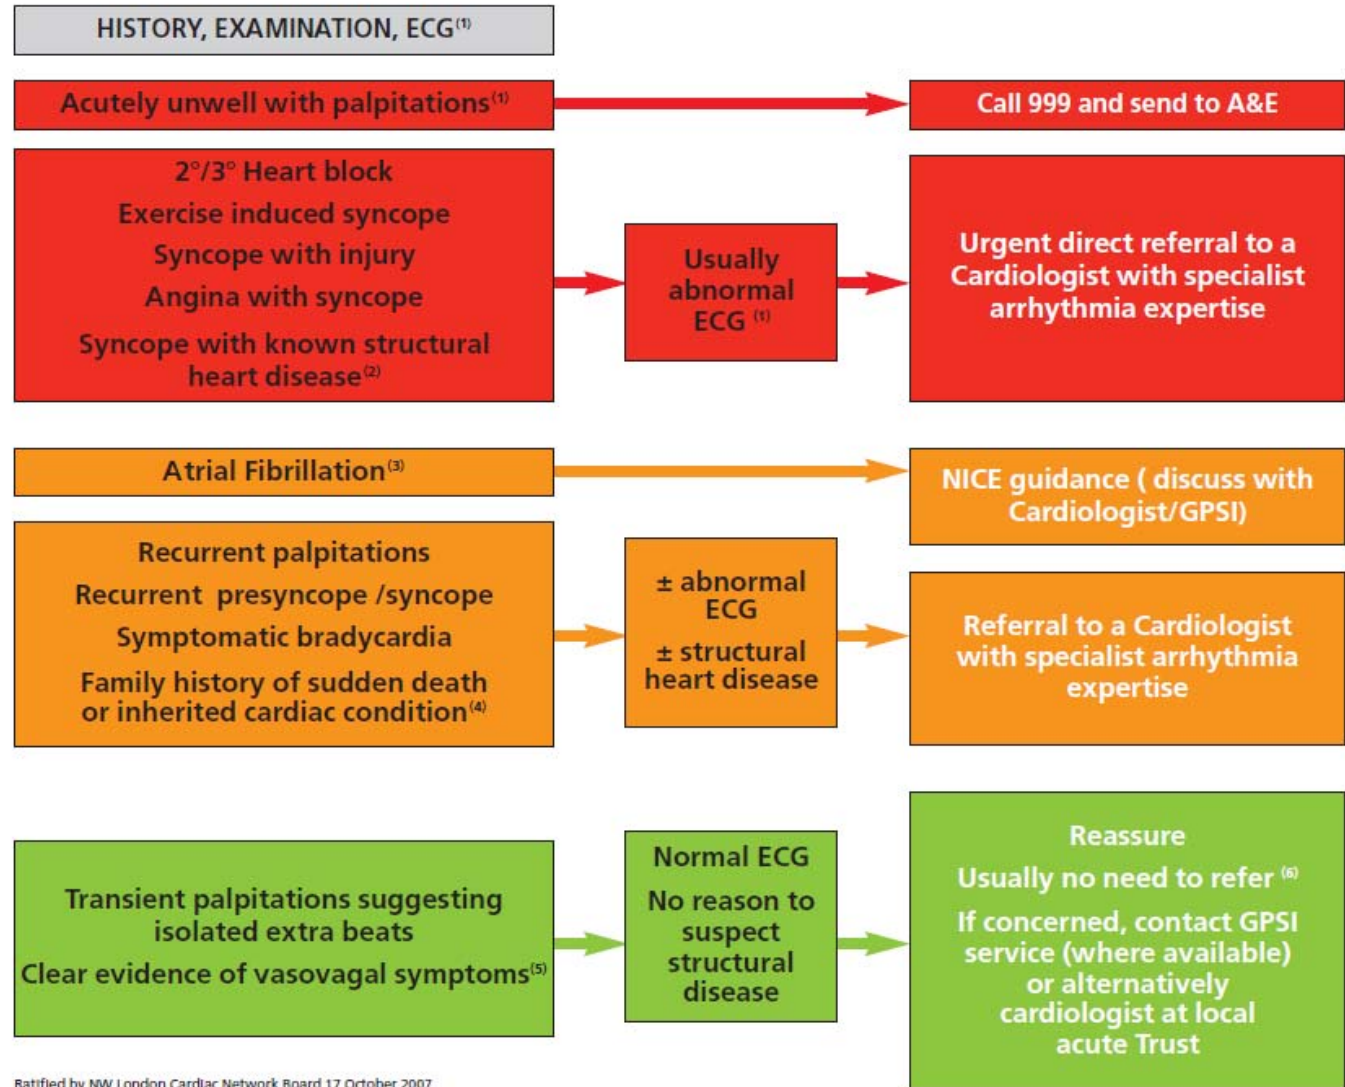 HISTORY, EXAMINATION, ECG(1)
Acutely unwell with palpitations(1)
Call 999 and send to A&E
2°/3° Heart block
Exercise induced syncope
Syncope with injury
Angina with syncope
Syncope with known structural
heart disease(2)
Usually
abnormal
ECG (1)
Urgent direct referral to a
Cardiologist with specialist
arrhythmia expertise
Atrial Fibrillation(3)
NICE guidance ( discuss with
Cardiologist/GPSI)
Recurrent palpitations
Recurrent presyncope /syncope
Symptomatic bradycardia
Family history of sudden death
or inherited cardiac condition(4)
± abnormal
ECG
± structural
heart disease
Referral to a Cardiologist
with specialist arrhythmia
expertise
Transient palpitations suggesting
isolated extra beats
Clear evidence of vasovagal symptoms(5)
Normal ECG
No reason to
suspect
structural
disease
Reassure
Usually no need to refer (6)
If concerned, contact GPSI
service (where available)
or alternatively
cardiologist at local
acute Trust
Ratified by NW London Cardiac Network Board 17 October 2007